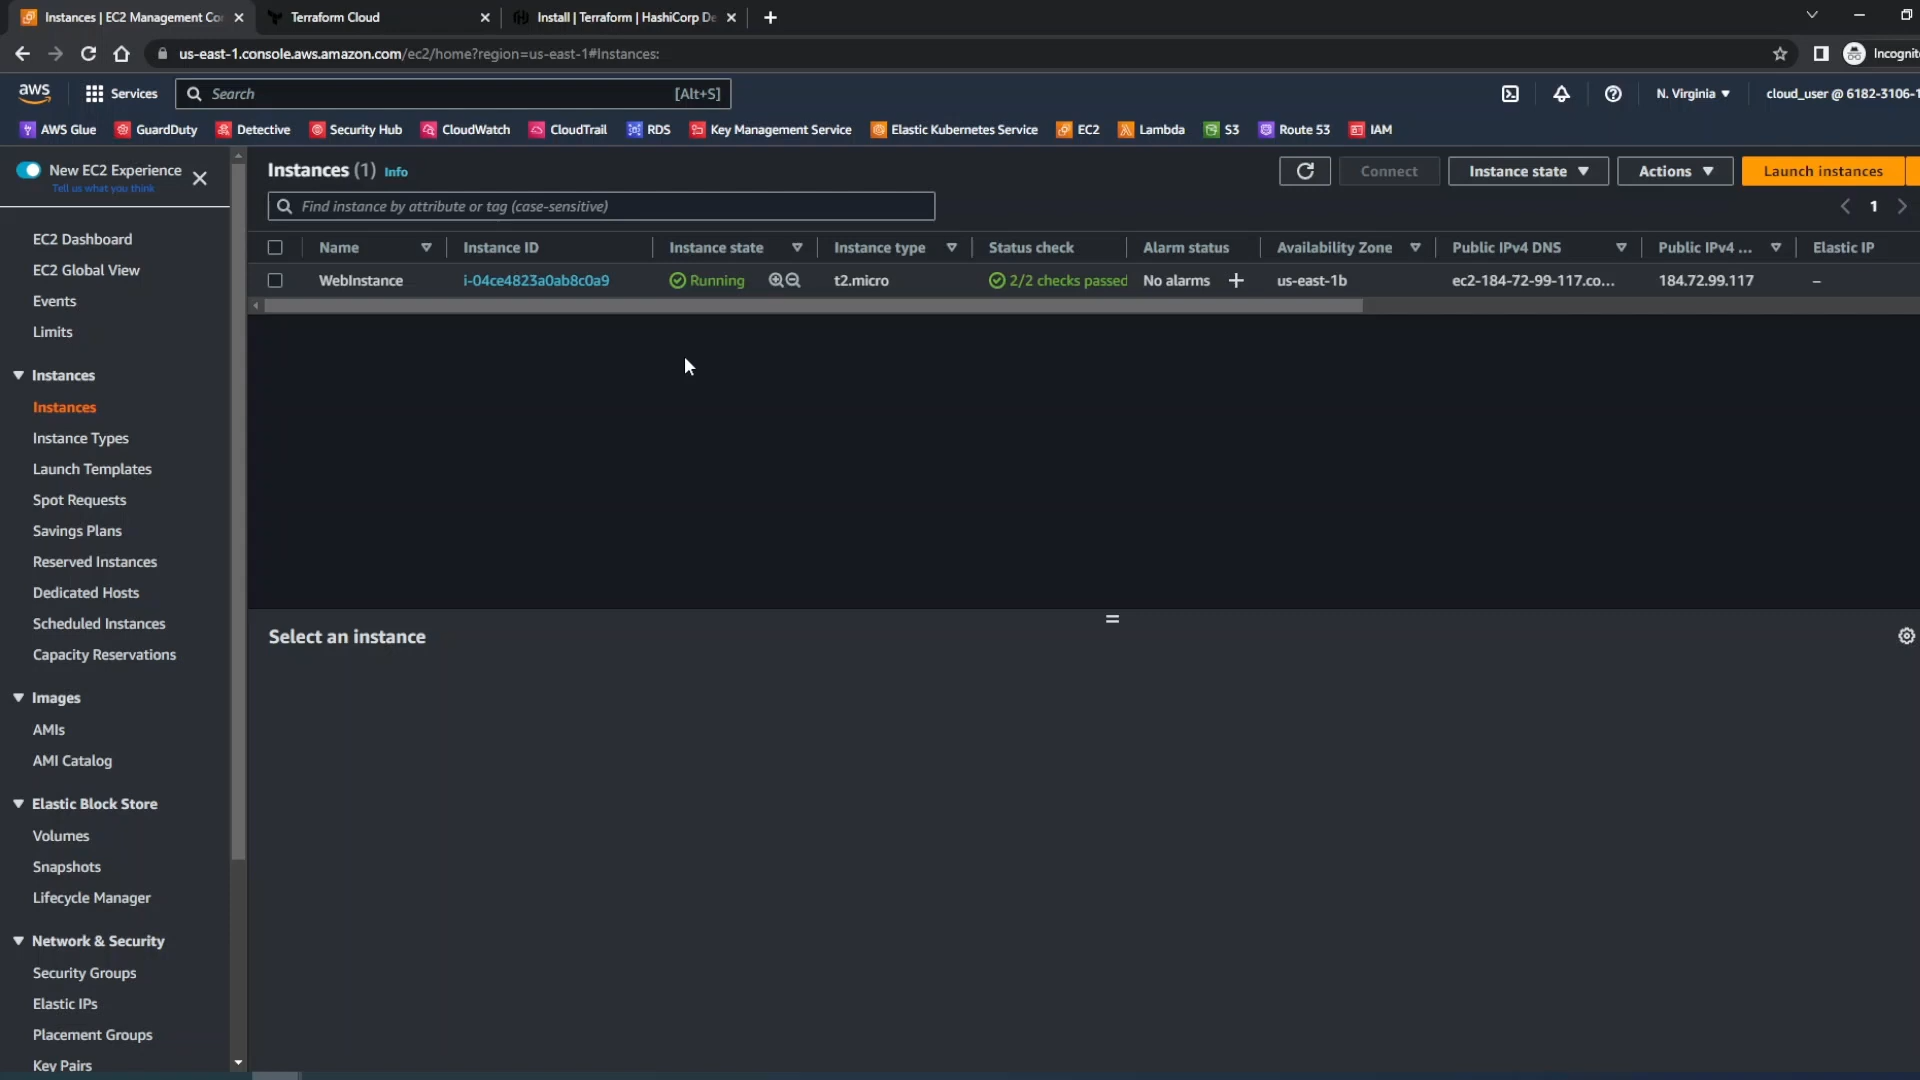 Instances | EC2 Management Co
Terraform Cloud
Install | Terraform | HashiCorp De
us-east-1.console.aws.amazon.com/ec2/home?region=us-east-1#Instances:
Incognit
aws
Services
Search
[Alt+S]
N. Virginia
cloud_user @ 6182-3106-1
AWS Glue
GuardDuty
Detective
Security Hub
CloudWatch
CloudTrail
RDS
Key Management Service
Elastic Kubernetes Service
EC2
Lambda
S3
Route 53
IAM
New EC2 Experience
Tell us what you think
EC2 Dashboard
EC2 Global View
Events
Limits
Instances
Instances
Instance Types
Launch Templates
Spot Requests
Savings Plans
Reserved Instances
Dedicated Hosts
Scheduled Instances
Capacity Reservations
Images
AMIs
AMI Catalog
Elastic Block Store
Volumes
Snapshots
Lifecycle Manager
Network & Security
Security Groups
Elastic IPs
Placement Groups
Key Pairs
Instances (1) Info
Connect
Instance state
Actions
Launch instances
Find instance by attribute or tag (case-sensitive)
1
Name Instance ID Instance state Instance type Status check Alarm status Availability Zone Public IPv4 DNS Public IPv4 ... Elastic IP
WebInstance i-04ce4823a0ab8c0a9 Running t2.micro 2/2 checks passed No alarms + us-east-1b ec2-184-72-99-117.co... 184.72.99.117 –
Select an instance